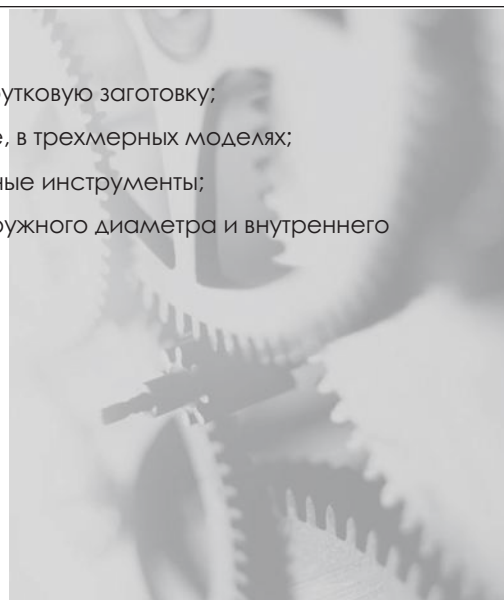 утковую заготовку;
, в трехмерных моделях;
ные инструменты;
ружного диаметра и внутреннего